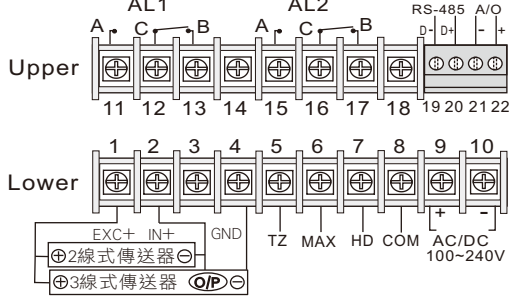 AL1 AL2
RS-485 A/O
A C B A C B D- D+ - +
Upper
11 12 13 14 15 16 17 18 19 20 21 22
1 2 3 4 5 6 7 8 9 10
Lower
+ -
EXC+ IN+ GND TZ MAX HD COM AC/DC
100~240V
⊕2線式傳送器⊖
⊕3線式傳送器 O/P ⊖